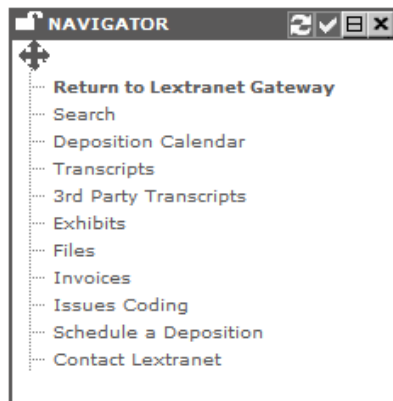 NAVIGATOR
Return to Lextranet Gateway
Search
Deposition Calendar
Transcripts
3rd Party Transcripts
Exhibits
Files
Invoices
Issues Coding
Schedule a Deposition
Contact Lextranet